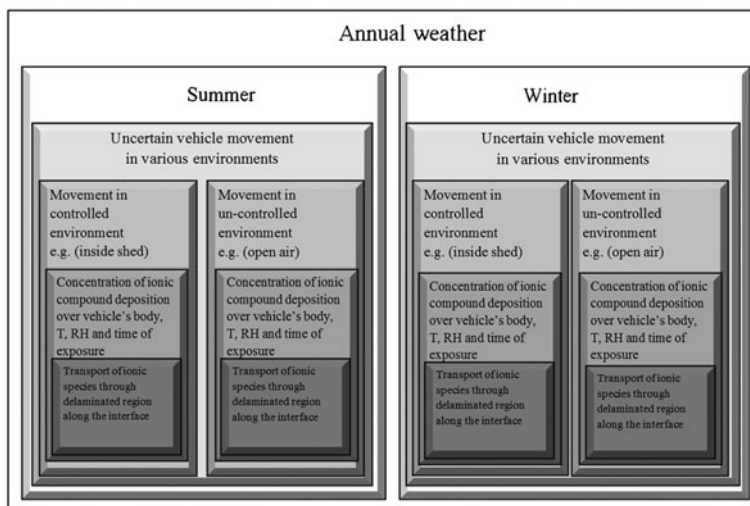 Annual weather
Summer
Uncertain vehicle movement
in various environments
Movement in
controlled
environment
e.g. (inside shed)
Concentration of ionic
compound deposition
over vehicle's body,
T, RH and time of
exposure
Transport of ionic
species through
delaminated region
along the interface
Movement in
un-controlled
environment
e.g. (open air)
Concentration of ionic
compound deposition
over vehicle's body,
T, RH and time of
exposure
Transport of ionic
species through
delaminated region
along the interface
Winter
Uncertain vehicle movement
in various environments
Movement in
controlled
environment
e.g. (inside shed)
Concentration of ionic
compound deposition
over vehicle's body,
T, RH and time of
exposure
Transport of ionic
species through
delaminated region
along the interface
Movement in
un-controlled
environment
e.g. (open air)
Concentration of ionic
compound deposition
over vehicle's body,
T, RH and time of
exposure
Transport of ionic
species through
delaminated region
along the interface